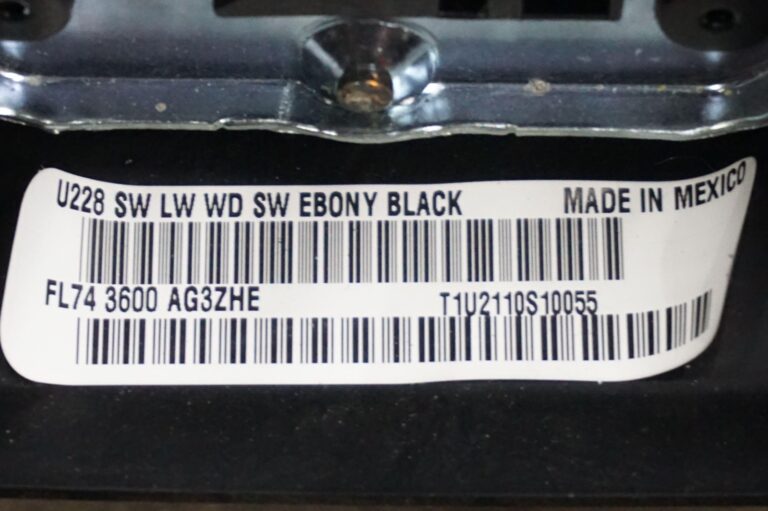 U228 SW LW WD SW EBONY BLACK MADE IN MEXICO
FL74 3600 AG3ZHE T1U2110S10055